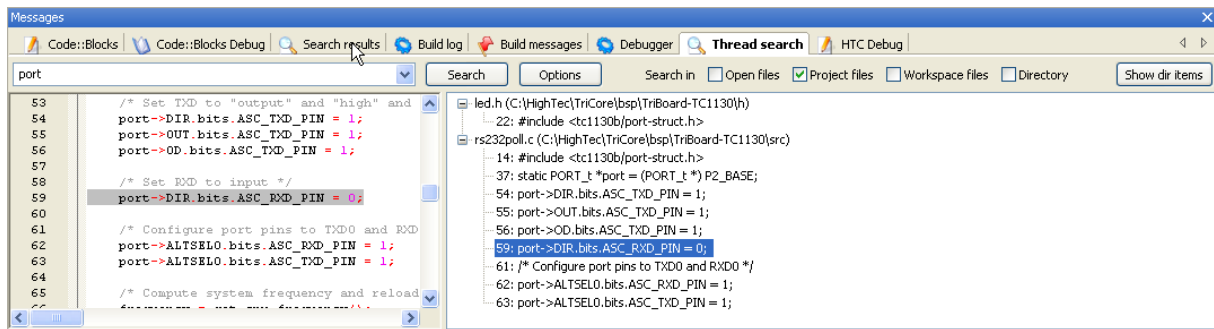 Messages
Code::Blocks Code::Blocks Debug Search results Build log Build messages Debugger Thread search HTC Debug
port Search Options Search in Open files Project files Workspace files Directory Show dir items
53 /* Set TXD to "output" and "high" and
54 port->DIR.bits.ASC_TXD_PIN = 1;
55 port->OUT.bits.ASC_TXD_PIN = 1;
56 port->OD.bits.ASC_TXD_PIN = 1;
57
58 /* Set RXD to input */
59 port->DIR.bits.ASC_RXD_PIN = 0;
60
61 /* Configure port pins to TXD0 and RXD
62 port->ALTSEL0.bits.ASC_RXD_PIN = 1;
63 port->ALTSEL0.bits.ASC_TXD_PIN = 1;
64
65 /* Compute system frequency and reload
led.h (C:\HighTec\TriCore\bsp\TriBoard-TC1130\h)
22: #include <tc1130b/port-struct.h>
rs232poll.c (C:\HighTec\TriCore\bsp\TriBoard-TC1130\src)
14: #include <tc1130b/port-struct.h>
37: static PORT_t *port = (PORT_t *) P2_BASE;
54: port->DIR.bits.ASC_TXD_PIN = 1;
55: port->OUT.bits.ASC_TXD_PIN = 1;
56: port->OD.bits.ASC_TXD_PIN = 1;
59: port->DIR.bits.ASC_RXD_PIN = 0;
61: /* Configure port pins to TXD0 and RXD0 */
62: port->ALTSEL0.bits.ASC_RXD_PIN = 1;
63: port->ALTSEL0.bits.ASC_TXD_PIN = 1;